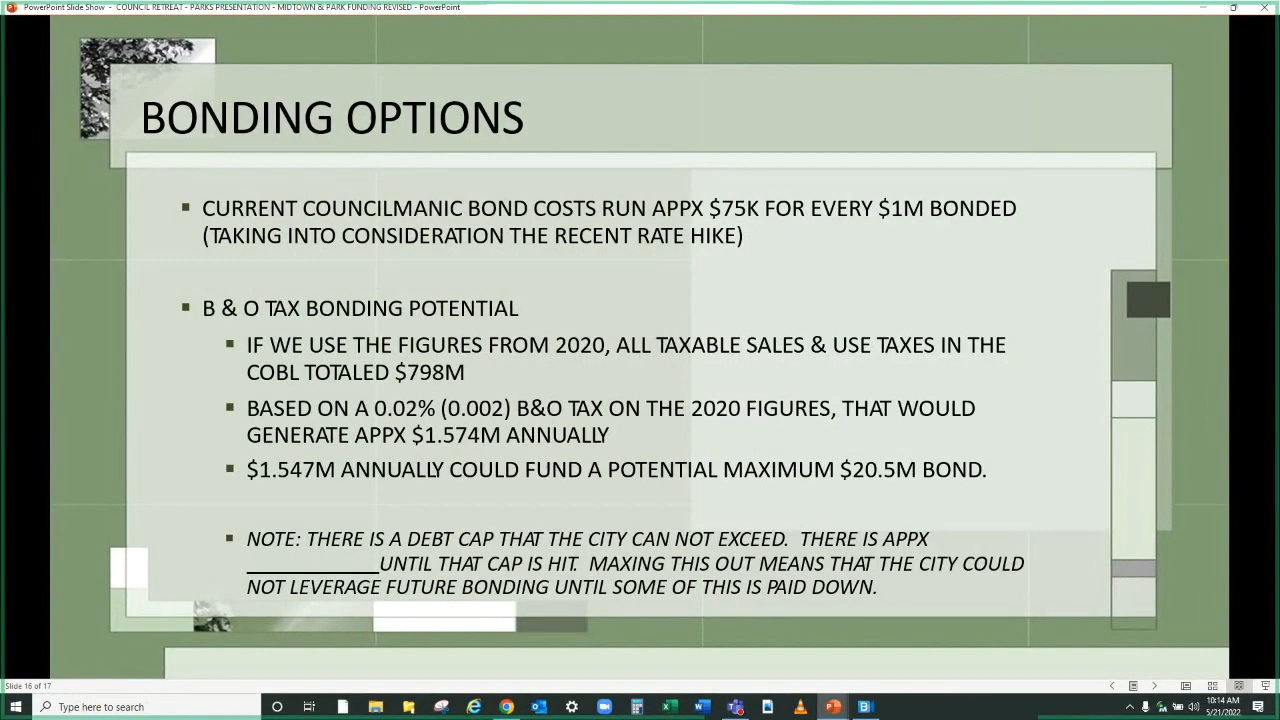 PowerPoint Slide Show - COUNCIL RETREAT - PARKS PRESENTATION - MIDTOWN & PARK FUNDING REVISED - PowerPoint
BONDING OPTIONS
▪ CURRENT COUNCILMANIC BOND COSTS RUN APPX $75K FOR EVERY $1M BONDED
(TAKING INTO CONSIDERATION THE RECENT RATE HIKE)
▪ B & O TAX BONDING POTENTIAL
▪ IF WE USE THE FIGURES FROM 2020, ALL TAXABLE SALES & USE TAXES IN THE
COBL TOTALED $798M
▪ BASED ON A 0.02% (0.002) B&O TAX ON THE 2020 FIGURES, THAT WOULD
GENERATE APPX $1.574M ANNUALLY
▪ $1.547M ANNUALLY COULD FUND A POTENTIAL MAXIMUM $20.5M BOND.
▪ NOTE: THERE IS A DEBT CAP THAT THE CITY CAN NOT EXCEED. THERE IS APPX
____________UNTIL THAT CAP IS HIT. MAXING THIS OUT MEANS THAT THE CITY COULD
NOT LEVERAGE FUTURE BONDING UNTIL SOME OF THIS IS PAID DOWN.
Slide 16 of 17
Type here to search
10:14 AM
5/21/2022